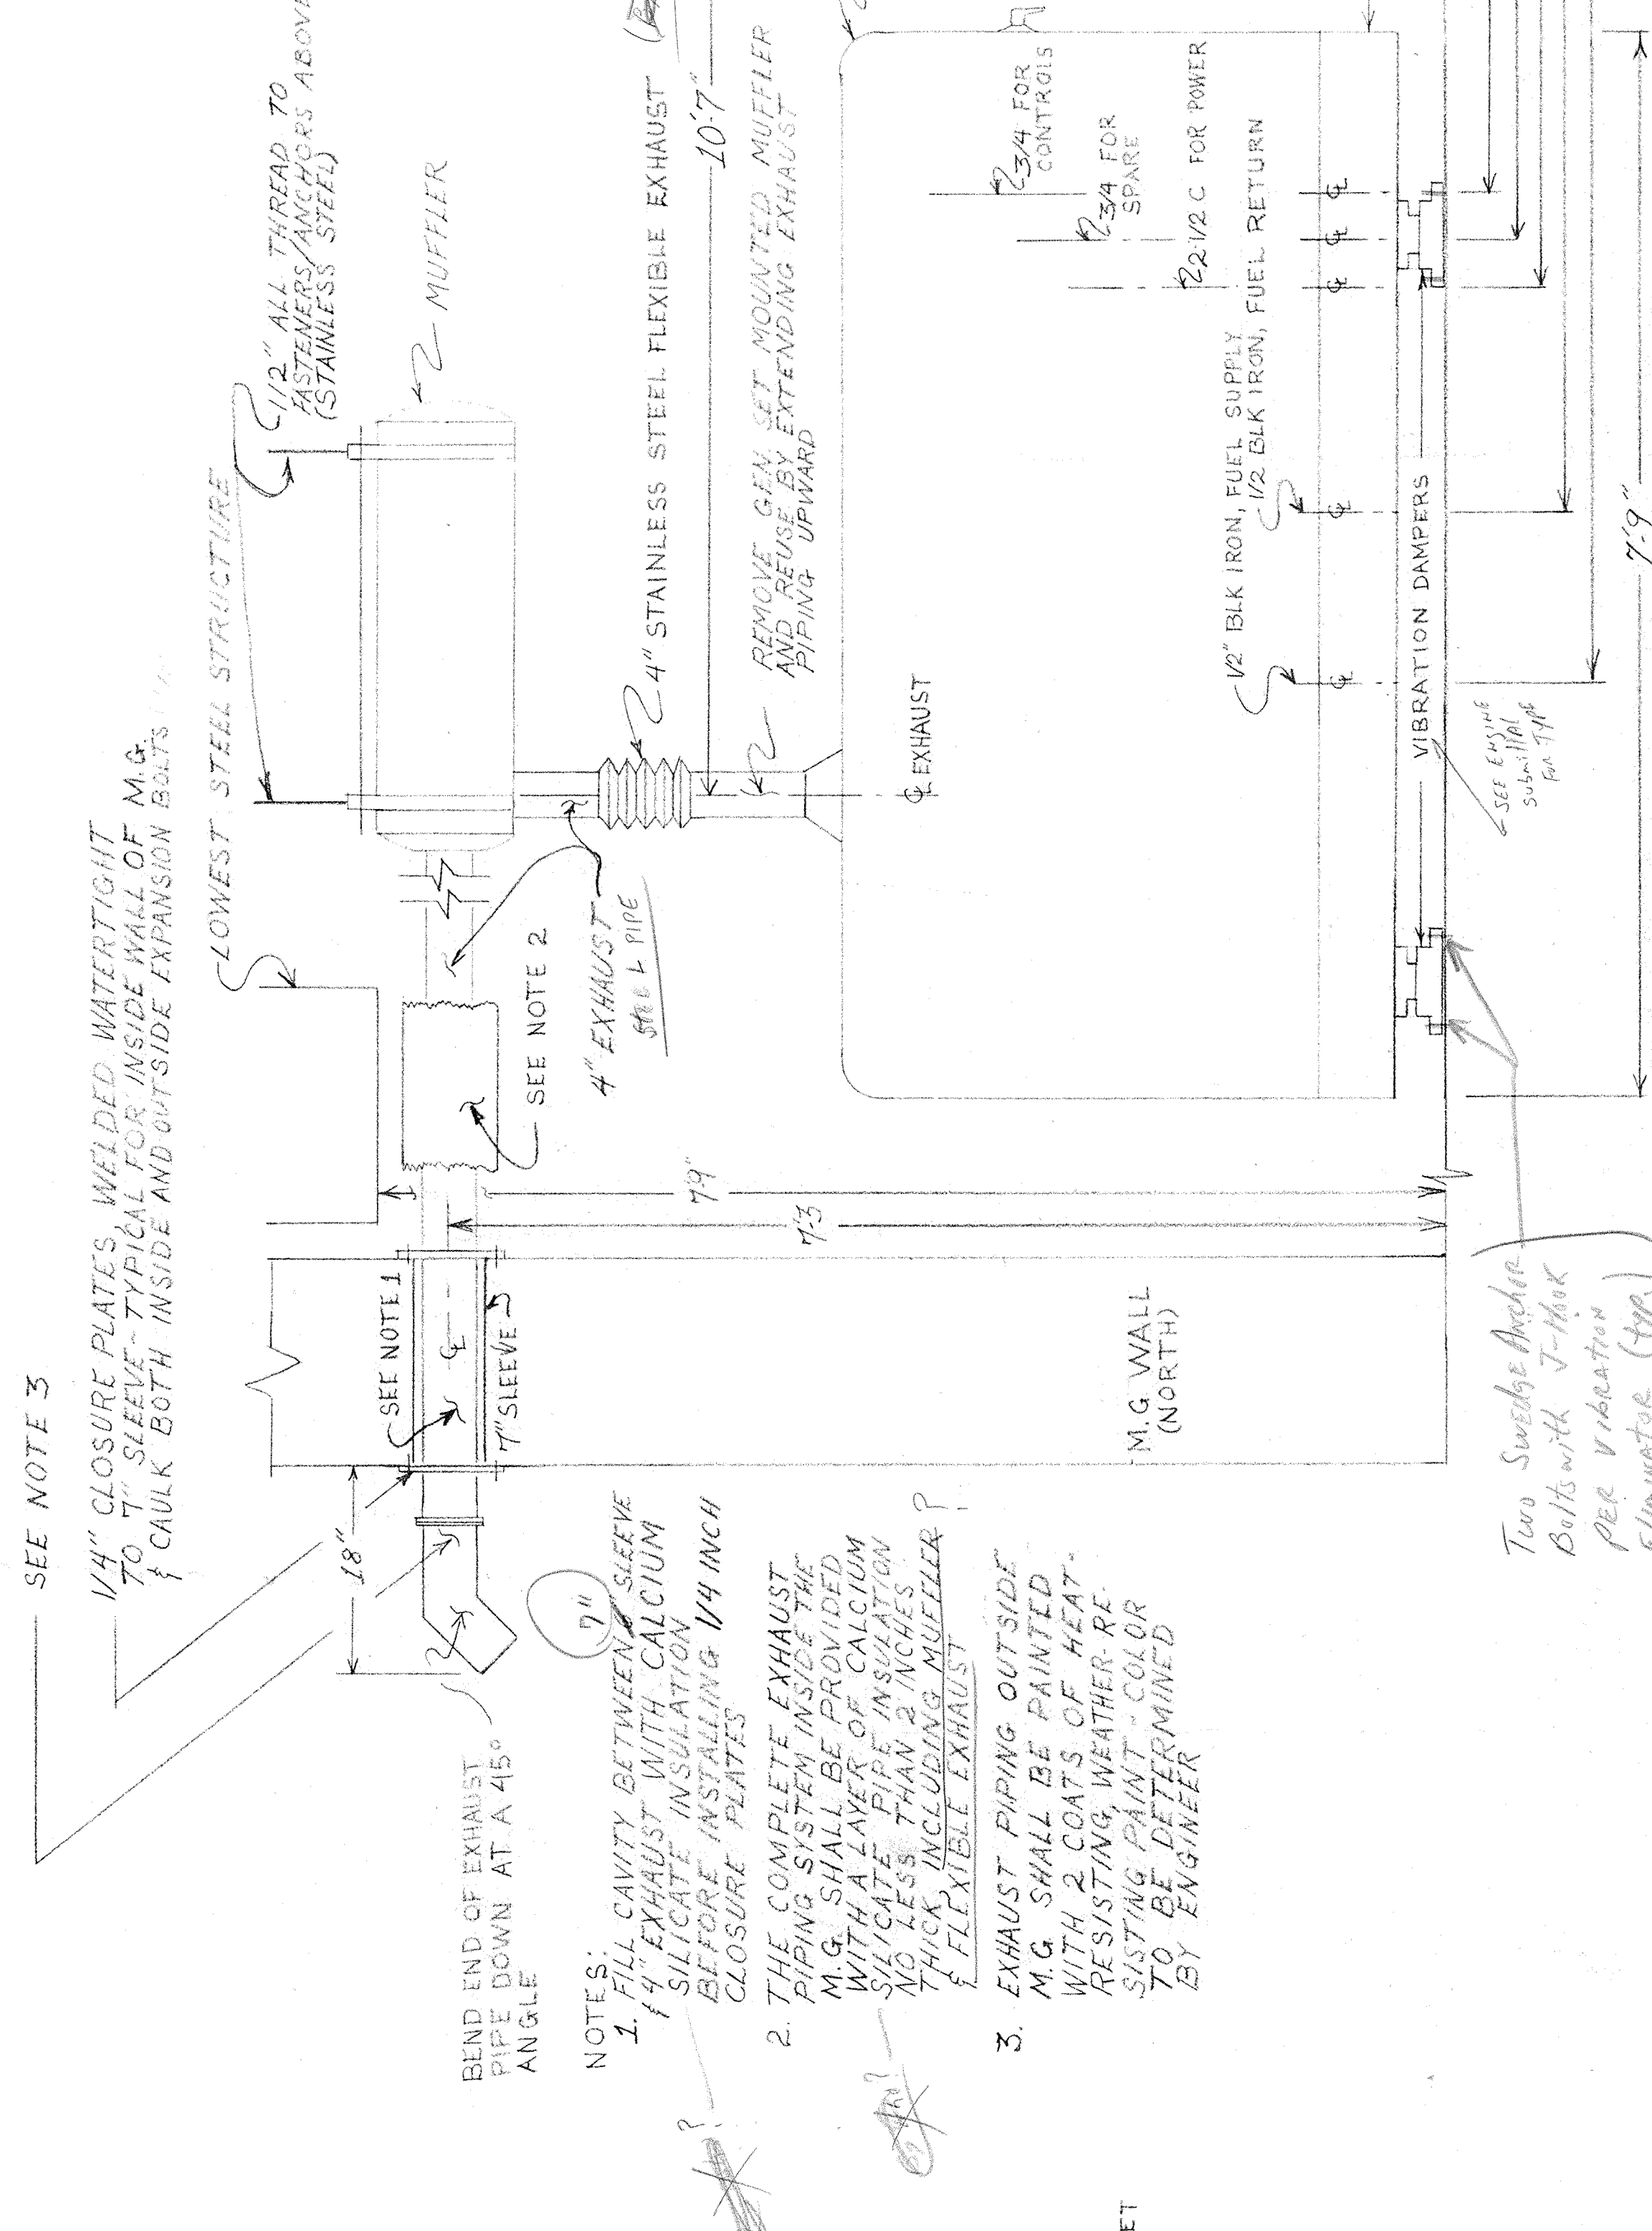 SEE NOTE 3
1/4" CLOSURE PLATES, WELDED WATERTIGHT
TO 7" SLEEVE - TYPICAL FOR INSIDE WALL OF M.G.
& CAULK BOTH INSIDE AND OUTSIDE EXPANSION BOLTS
LOWEST STEEL STRUCTURE
1 1/2" ALL THREAD TO
FASTENERS/ANCHORS ABOVE
(STAINLESS STEEL)
MUFFLER
18"
SEE NOTE 1
℄
7" SLEEVE
SEE NOTE 2
4" EXHAUST
Steel PIPE
4" STAINLESS STEEL FLEXIBLE EXHAUST
10'-7"
REMOVE GEN. SET MOUNTED MUFFLER
AND REUSE BY EXTENDING EXHAUST
PIPING UPWARD
7'-9"
7'-3
℄ EXHAUST
3/4 FOR
CONTROLS
3/4 FOR
SPARE
2 1/2 C FOR POWER
1/2" BLK IRON, FUEL SUPPLY
1/2 BLK IRON, FUEL RETURN
℄
℄
℄
℄
℄
VIBRATION DAMPERS
SEE ENGINE
Submittal
FOR TYPE
7'-9"
M.G WALL
(NORTH)
Two Swedge Anchor
Bolts with J-Hook
PER VIBRATION
(typ.)
BEND END OF EXHAUST
PIPE DOWN AT A 45°
ANGLE
7"
NOTES:
1. FILL CAVITY BETWEEN SLEEVE
& 4" EXHAUST WITH CALCIUM
SILICATE INSULATION
BEFORE INSTALLING 1/4 INCH
CLOSURE PLATES
?
2. THE COMPLETE EXHAUST
PIPING SYSTEM INSIDE THE
M.G. SHALL BE PROVIDED
WITH A LAYER OF CALCIUM
SILICATE PIPE INSULATION
NO LESS THAN 2 INCHES
THICK, INCLUDING MUFFLER ?
& FLEXIBLE EXHAUST
3. EXHAUST PIPING OUTSIDE
M.G. SHALL BE PAINTED
WITH 2 COATS OF HEAT-
RESISTING, WEATHER-RE-
SISTING PAINT - COLOR
TO BE DETERMINED
BY ENGINEER
ET